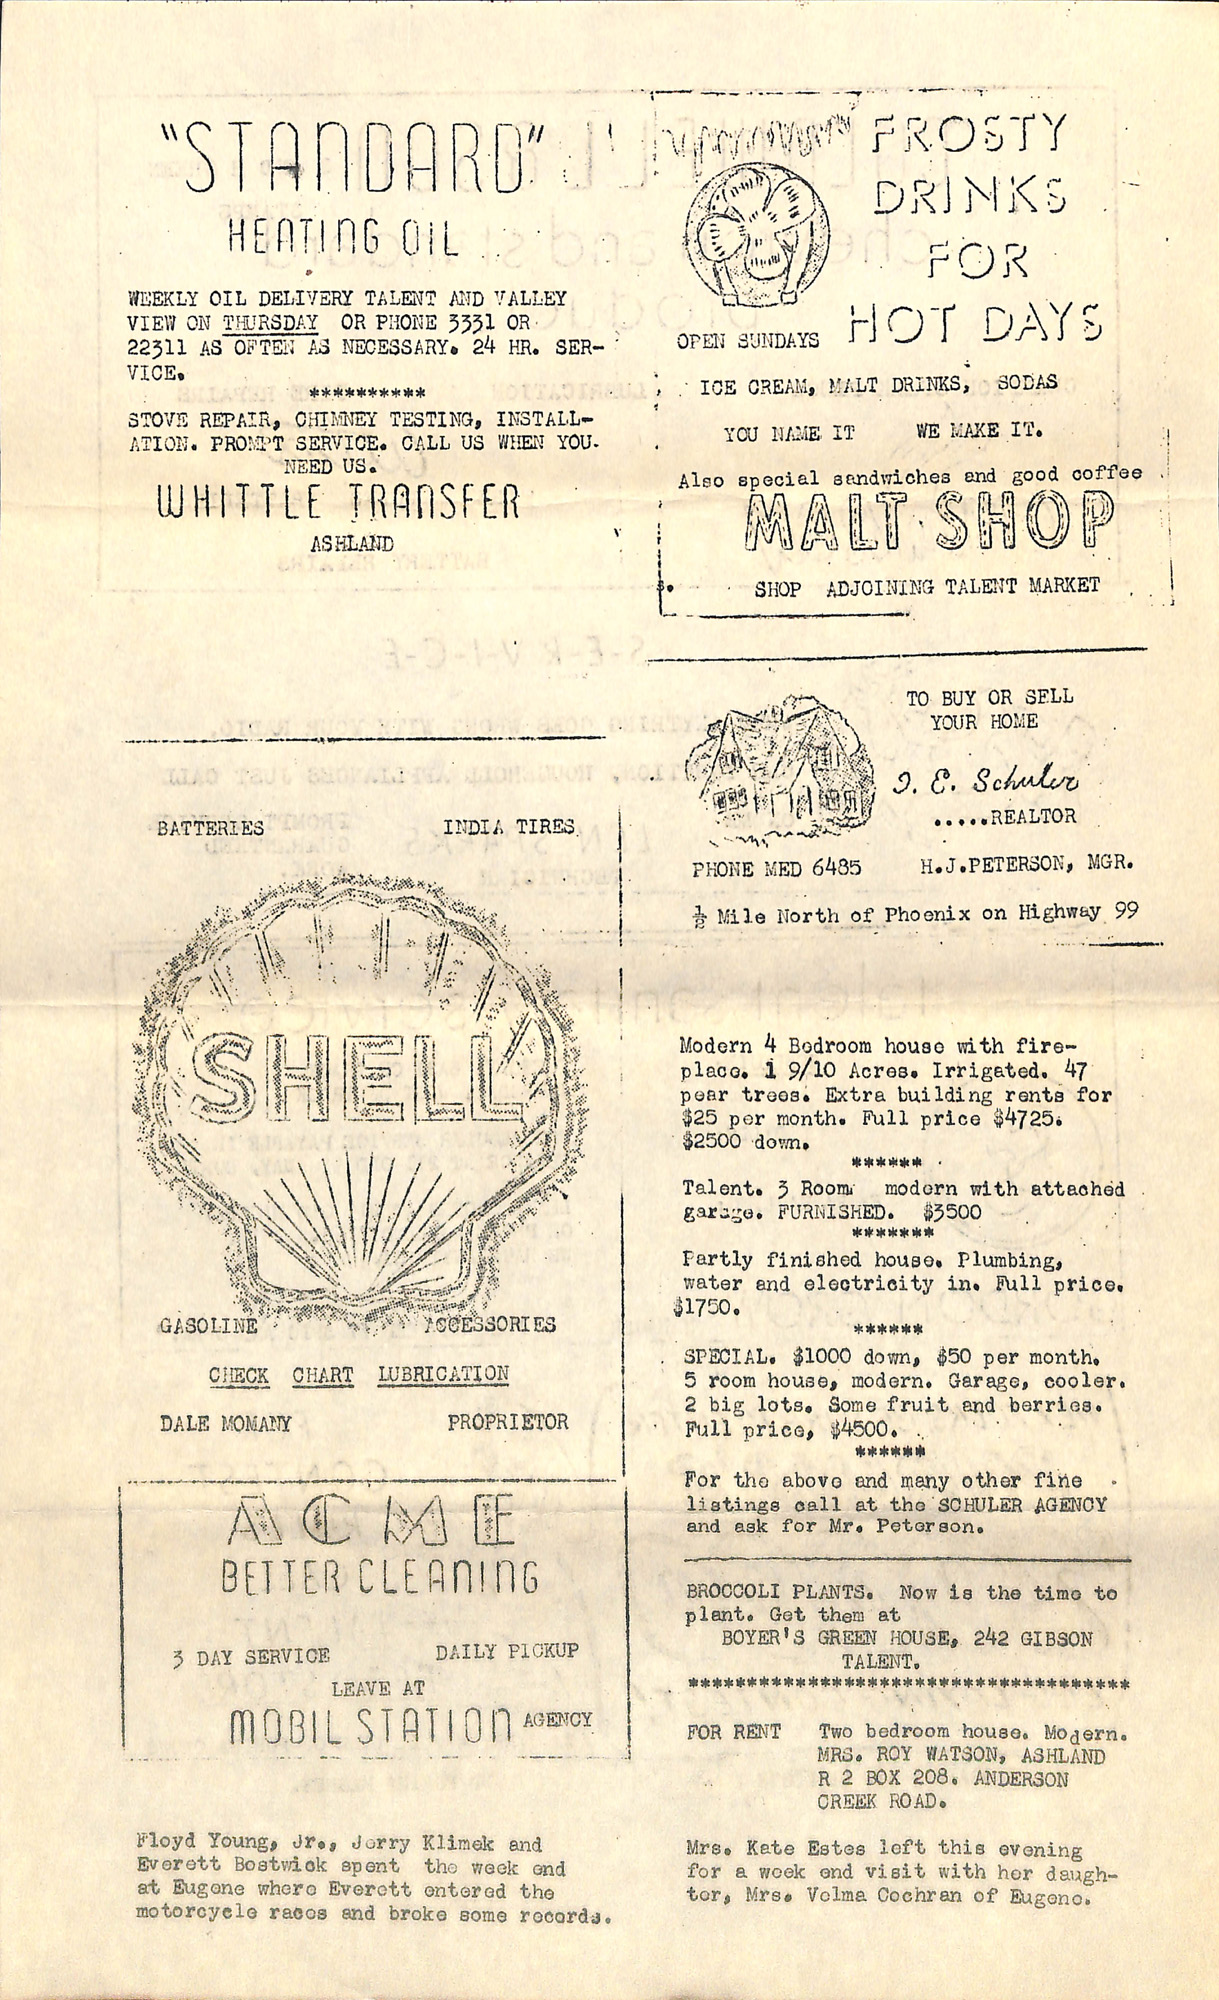 "STANDARD"
HEATING OIL
WEEKLY OIL DELIVERY TALENT AND VALLEY
VIEW ON THURSDAY OR PHONE 3331 OR
22311 AS OFTEN AS NECESSARY. 24 HR. SER-
VICE.
**********
STOVE REPAIR, CHIMNEY TESTING, INSTALL-
ATION. PROMPT SERVICE. CALL US WHEN YOU
NEED US.
WHITTLE TRANSFER
ASHLAND
BATTERIES INDIA TIRES
SHELL
GASOLINE ACCESSORIES
CHECK CHART LUBRICATION
DALE MOMANY PROPRIETOR
ACME
BETTER CLEANING
3 DAY SERVICE DAILY PICKUP
LEAVE AT
MOBIL STATION AGENCY
Floyd Young, Jr., Jerry Klimek and
Everett Bostwick spent the week end
at Eugene where Everett entered the
motorcycle races and broke some records.
FROSTY
DRINKS
FOR
HOT DAYS
OPEN SUNDAYS
ICE CREAM, MALT DRINKS, SODAS
YOU NAME IT WE MAKE IT.
Also special sandwiches and good coffee
MALT SHOP
SHOP ADJOINING TALENT MARKET
TO BUY OR SELL
YOUR HOME
I. E. Schuler
.....REALTOR
PHONE MED 6485 H.J.PETERSON, MGR.
½ Mile North of Phoenix on Highway 99
Modern 4 Bedroom house with fire-
place. 1 9/10 Acres. Irrigated. 47
pear trees. Extra building rents for
$25 per month. Full price $4725.
$2500 down.
******
Talent. 3 Room modern with attached
garage. FURNISHED. $3500
*******
Partly finished house. Plumbing,
water and electricity in. Full price.
$1750.
******
SPECIAL. $1000 down, $50 per month.
5 room house, modern. Garage, cooler.
2 big lots. Some fruit and berries.
Full price, $4500.
******
For the above and many other fine
listings call at the SCHULER AGENCY
and ask for Mr. Peterson.
BROCCOLI PLANTS. Now is the time to
plant. Get them at
BOYER'S GREEN HOUSE, 242 GIBSON
TALENT.
**************************************
FOR RENT Two bedroom house. Modern.
MRS. ROY WATSON, ASHLAND
R 2 BOX 208. ANDERSON
CREEK ROAD.
Mrs. Kate Estes left this evening
for a week end visit with her daugh-
ter, Mrs. Velma Cochran of Eugene.